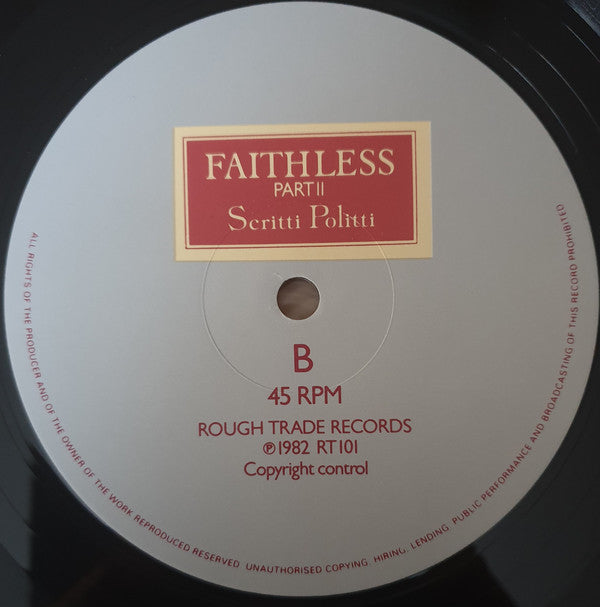 FAITHLESS
PART II
Scritti Politti
B
45 RPM
ROUGH TRADE RECORDS
℗1982 RT101
Copyright control
ALL RIGHTS OF THE PRODUCER AND OF THE OWNER OF THE WORK REPRODUCED RESERVED UNAUTHORISED COPYING, HIRING, LENDING, PUBLIC PERFORMANCE AND BROADCASTING OF THIS RECORD PROHIBITED